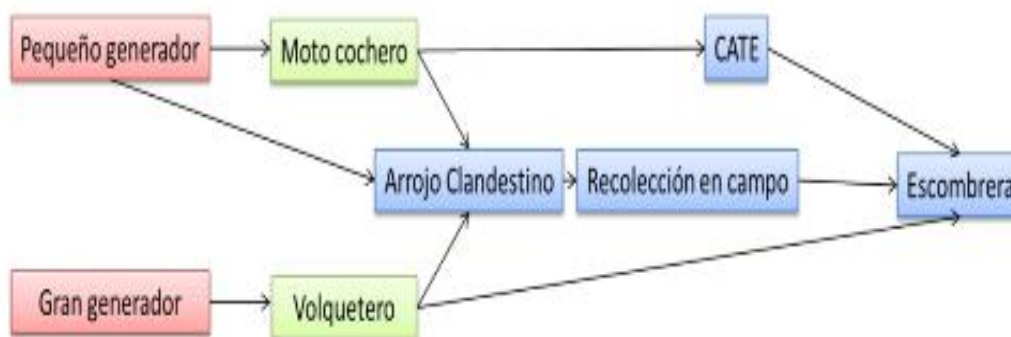 Pequeño generador
Moto cochero
CATE
Arrojo Clandestino
Recolección en campo
Escombrera
Gran generador
Volquetero